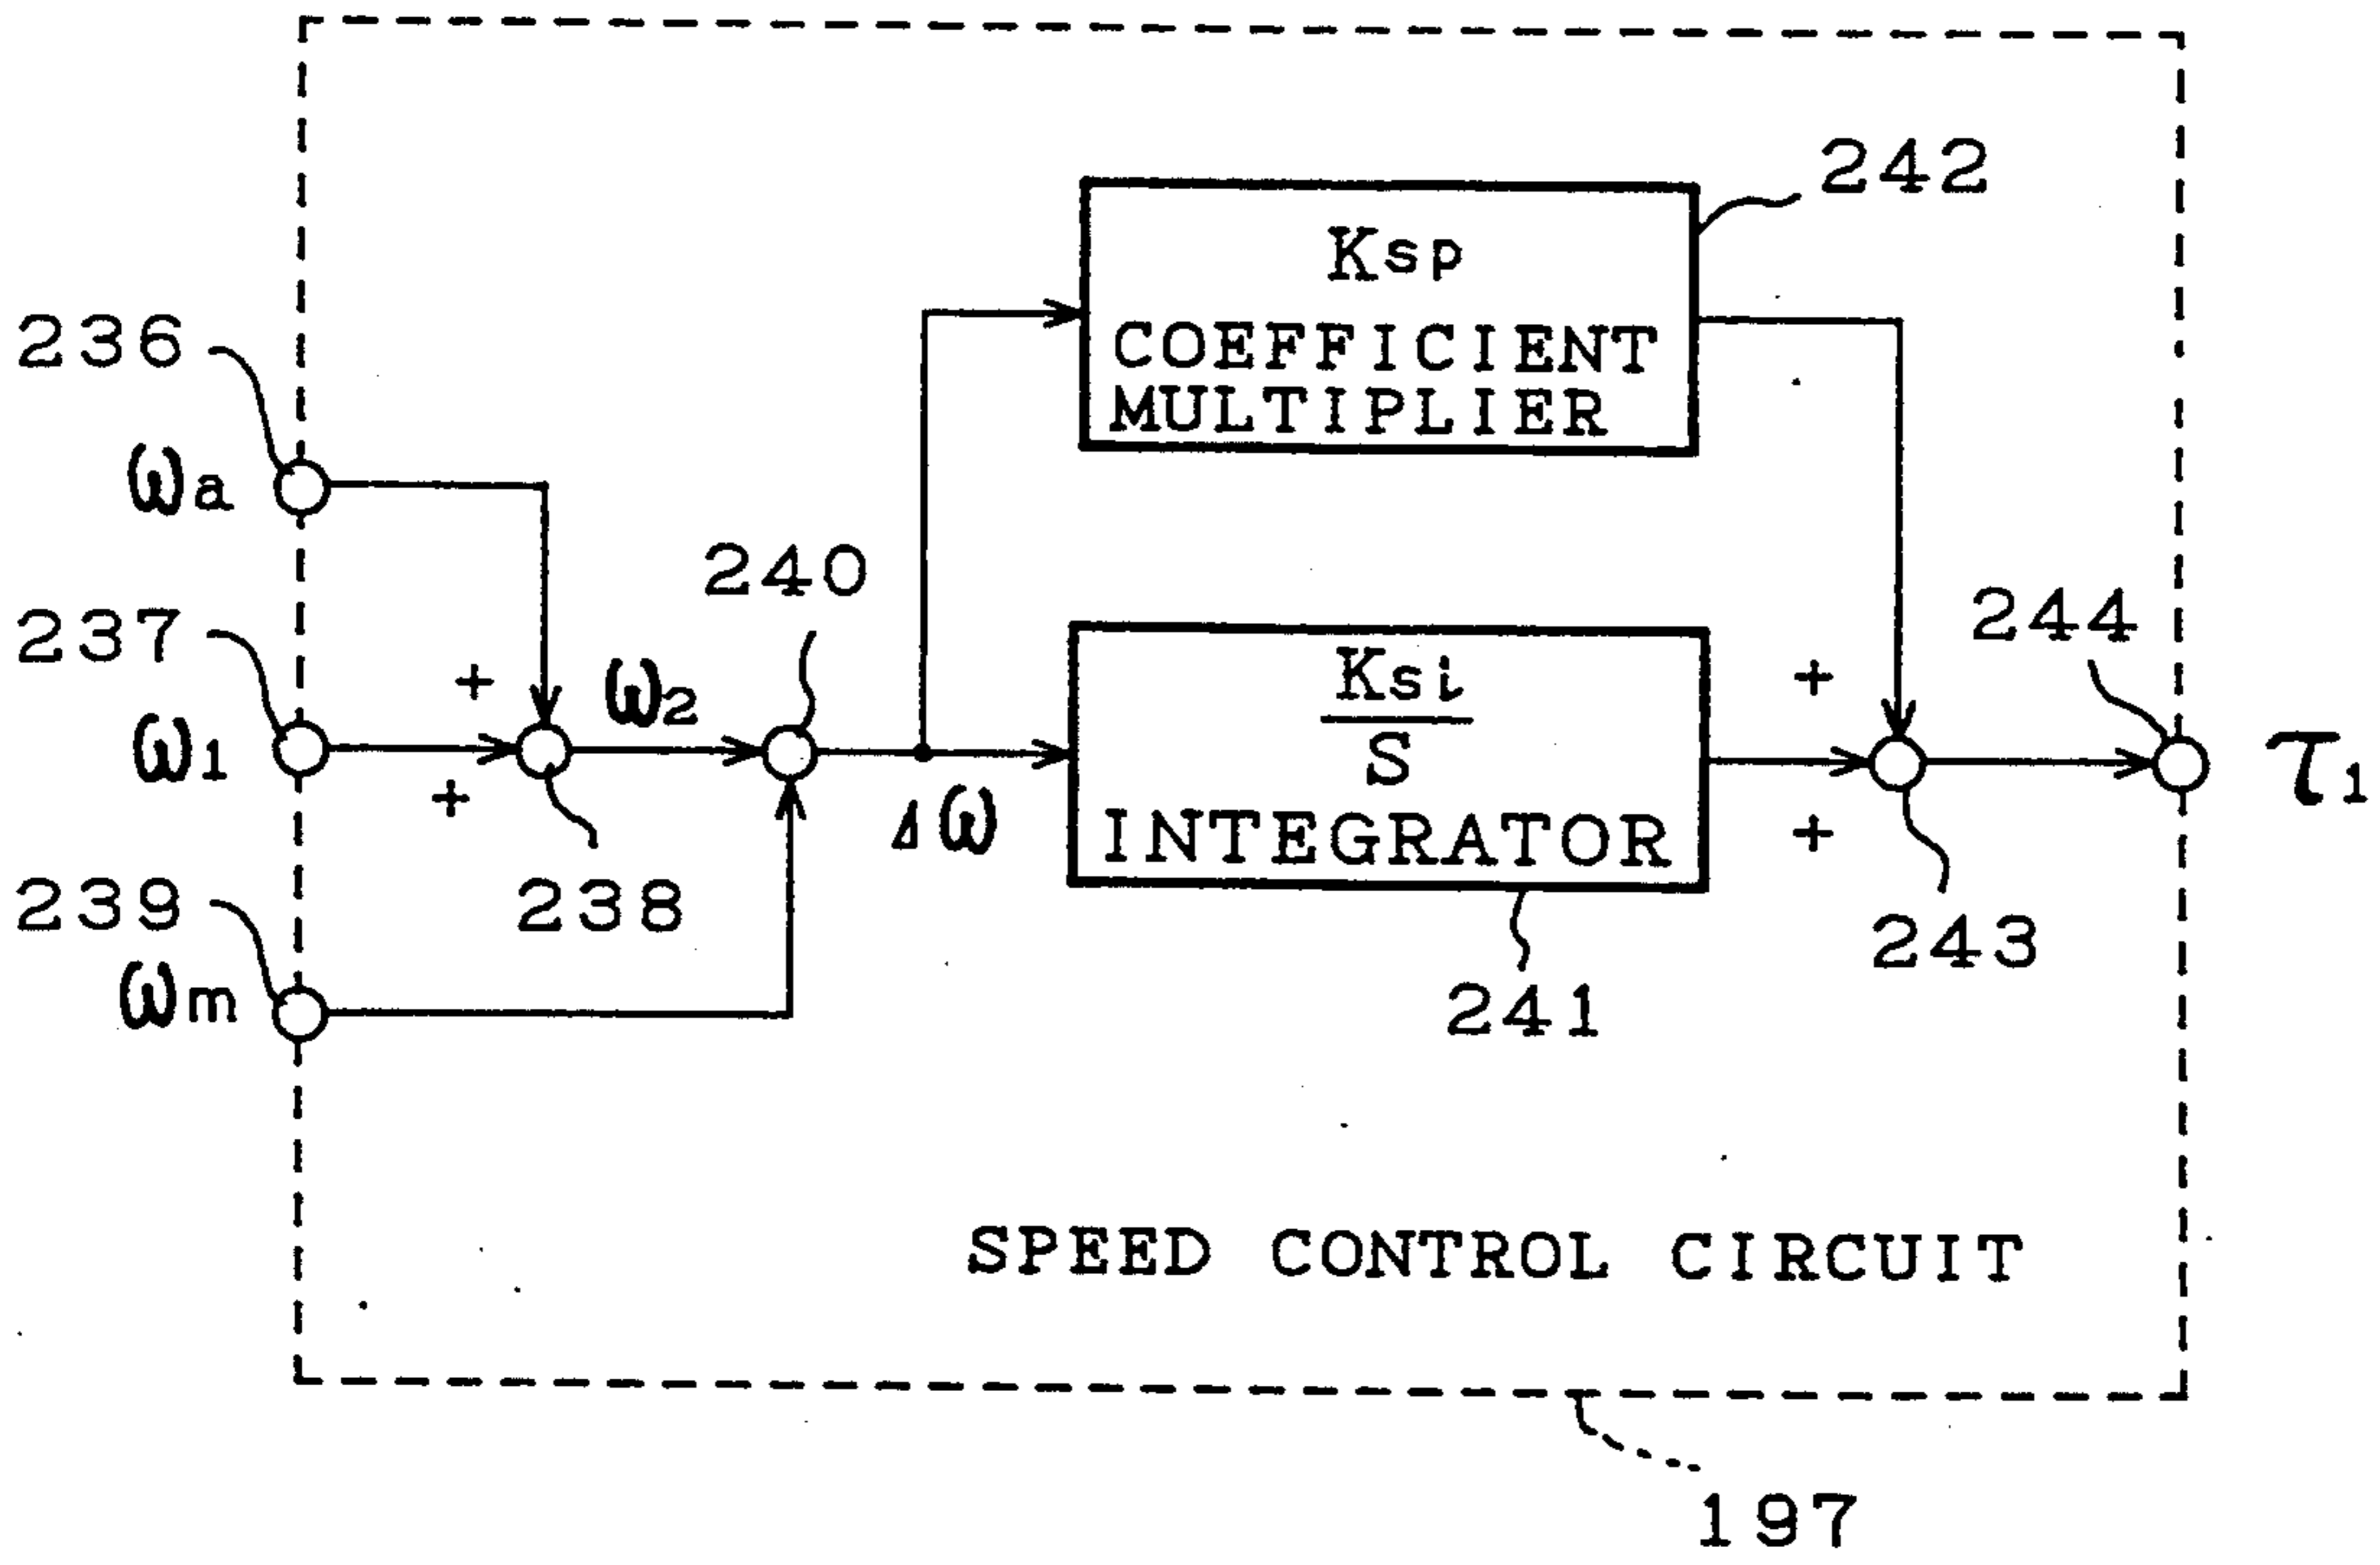 242
Ksp
COEFFICIENT
MULTIPLIER
236
ωa
240
237
ω1
+
+
ω2
238
Δω
Ksi
S
INTEGRATOR
241
+
+
244
τ1
243
239
ωm
SPEED CONTROL CIRCUIT
197